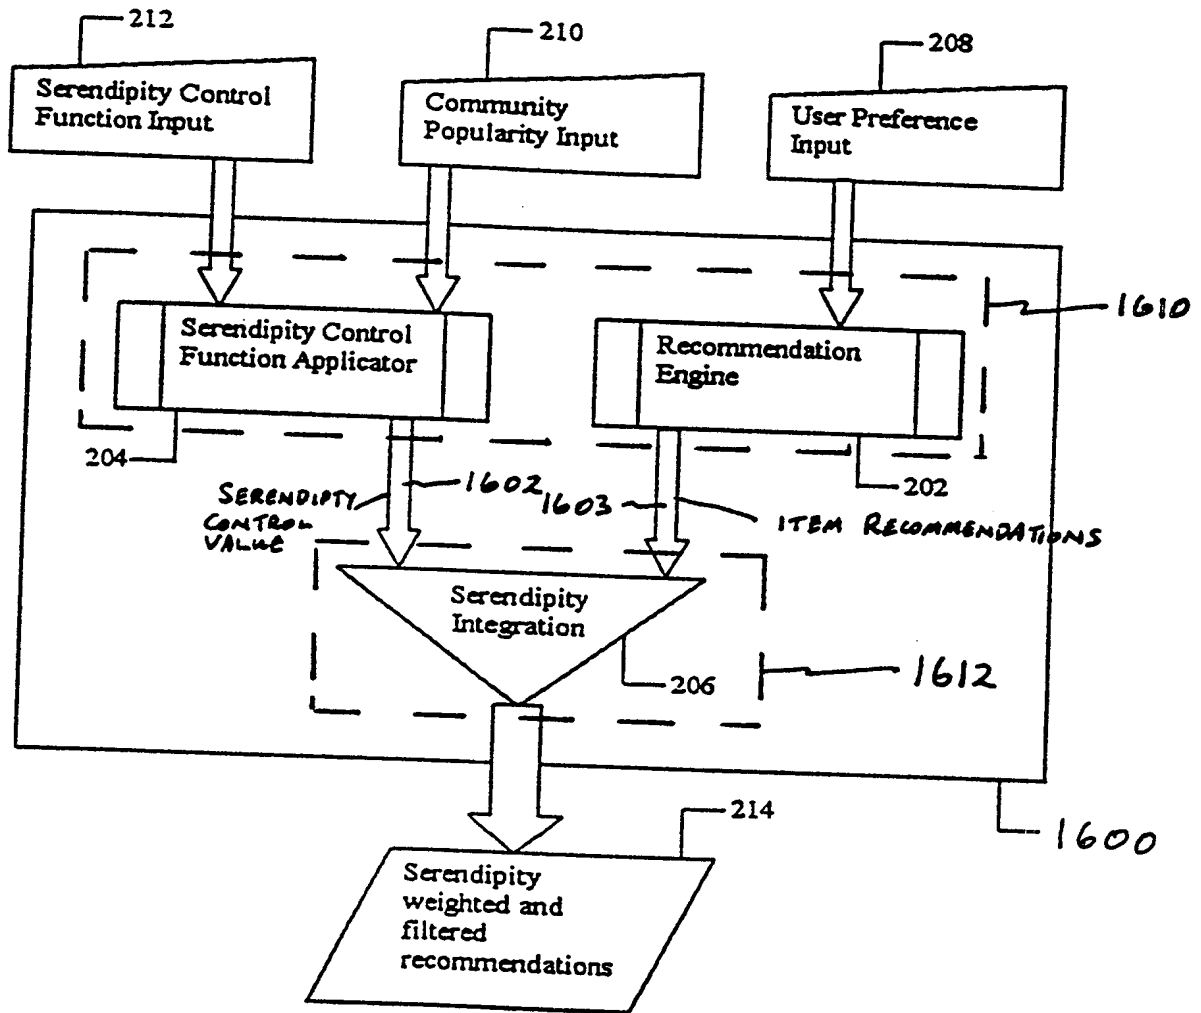 212
210
208
Serendipity Control
Function Input
Community
Popularity Input
User Preference
Input
1610
Serendipity Control
Function Applicator
Recommendation
Engine
204
202
SERENDIPTY
CONTROL
VALUE
1602
1603
ITEM RECOMMENDATIONS
Serendipity
Integration
206
1612
214
1600
Serendipity
weighted and
filtered
recommendations